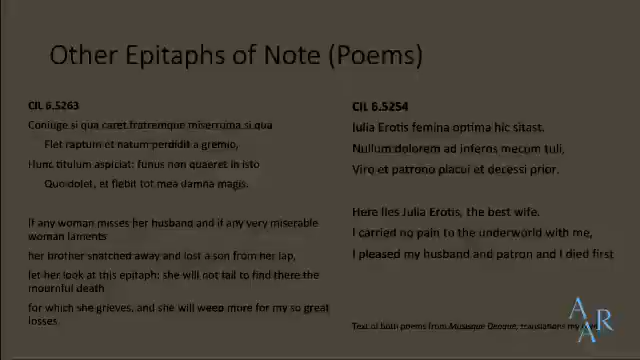 Other Epitaphs of Note (Poems)
CIL 6.5263
Coniuge si qua caret fratremque miserruma si qua
Flet raptum et natum perdidit a gremio,
Hunc titulum aspiciat: funus non quaeret in isto
Quo dolet, et flebit tot mea damna magis.
If any woman misses her husband and if any very miserable
woman laments
her brother snatched away and lost a son from her lap,
let her look at this epitaph: she will not fail to find there the
mournful death
for which she grieves, and she will weep more for my so great
losses.
CIL 6.5254
Iulia Erotis femina optima hic sitast.
Nullum dolorem ad inferos mecum tuli,
Viro et patrono placui et decessi prior.
Here lies Julia Erotis, the best wife.
I carried no pain to the underworld with me,
I pleased my husband and patron and I died first
Text of both poems from Musisque Deoque, translations my own
AAR